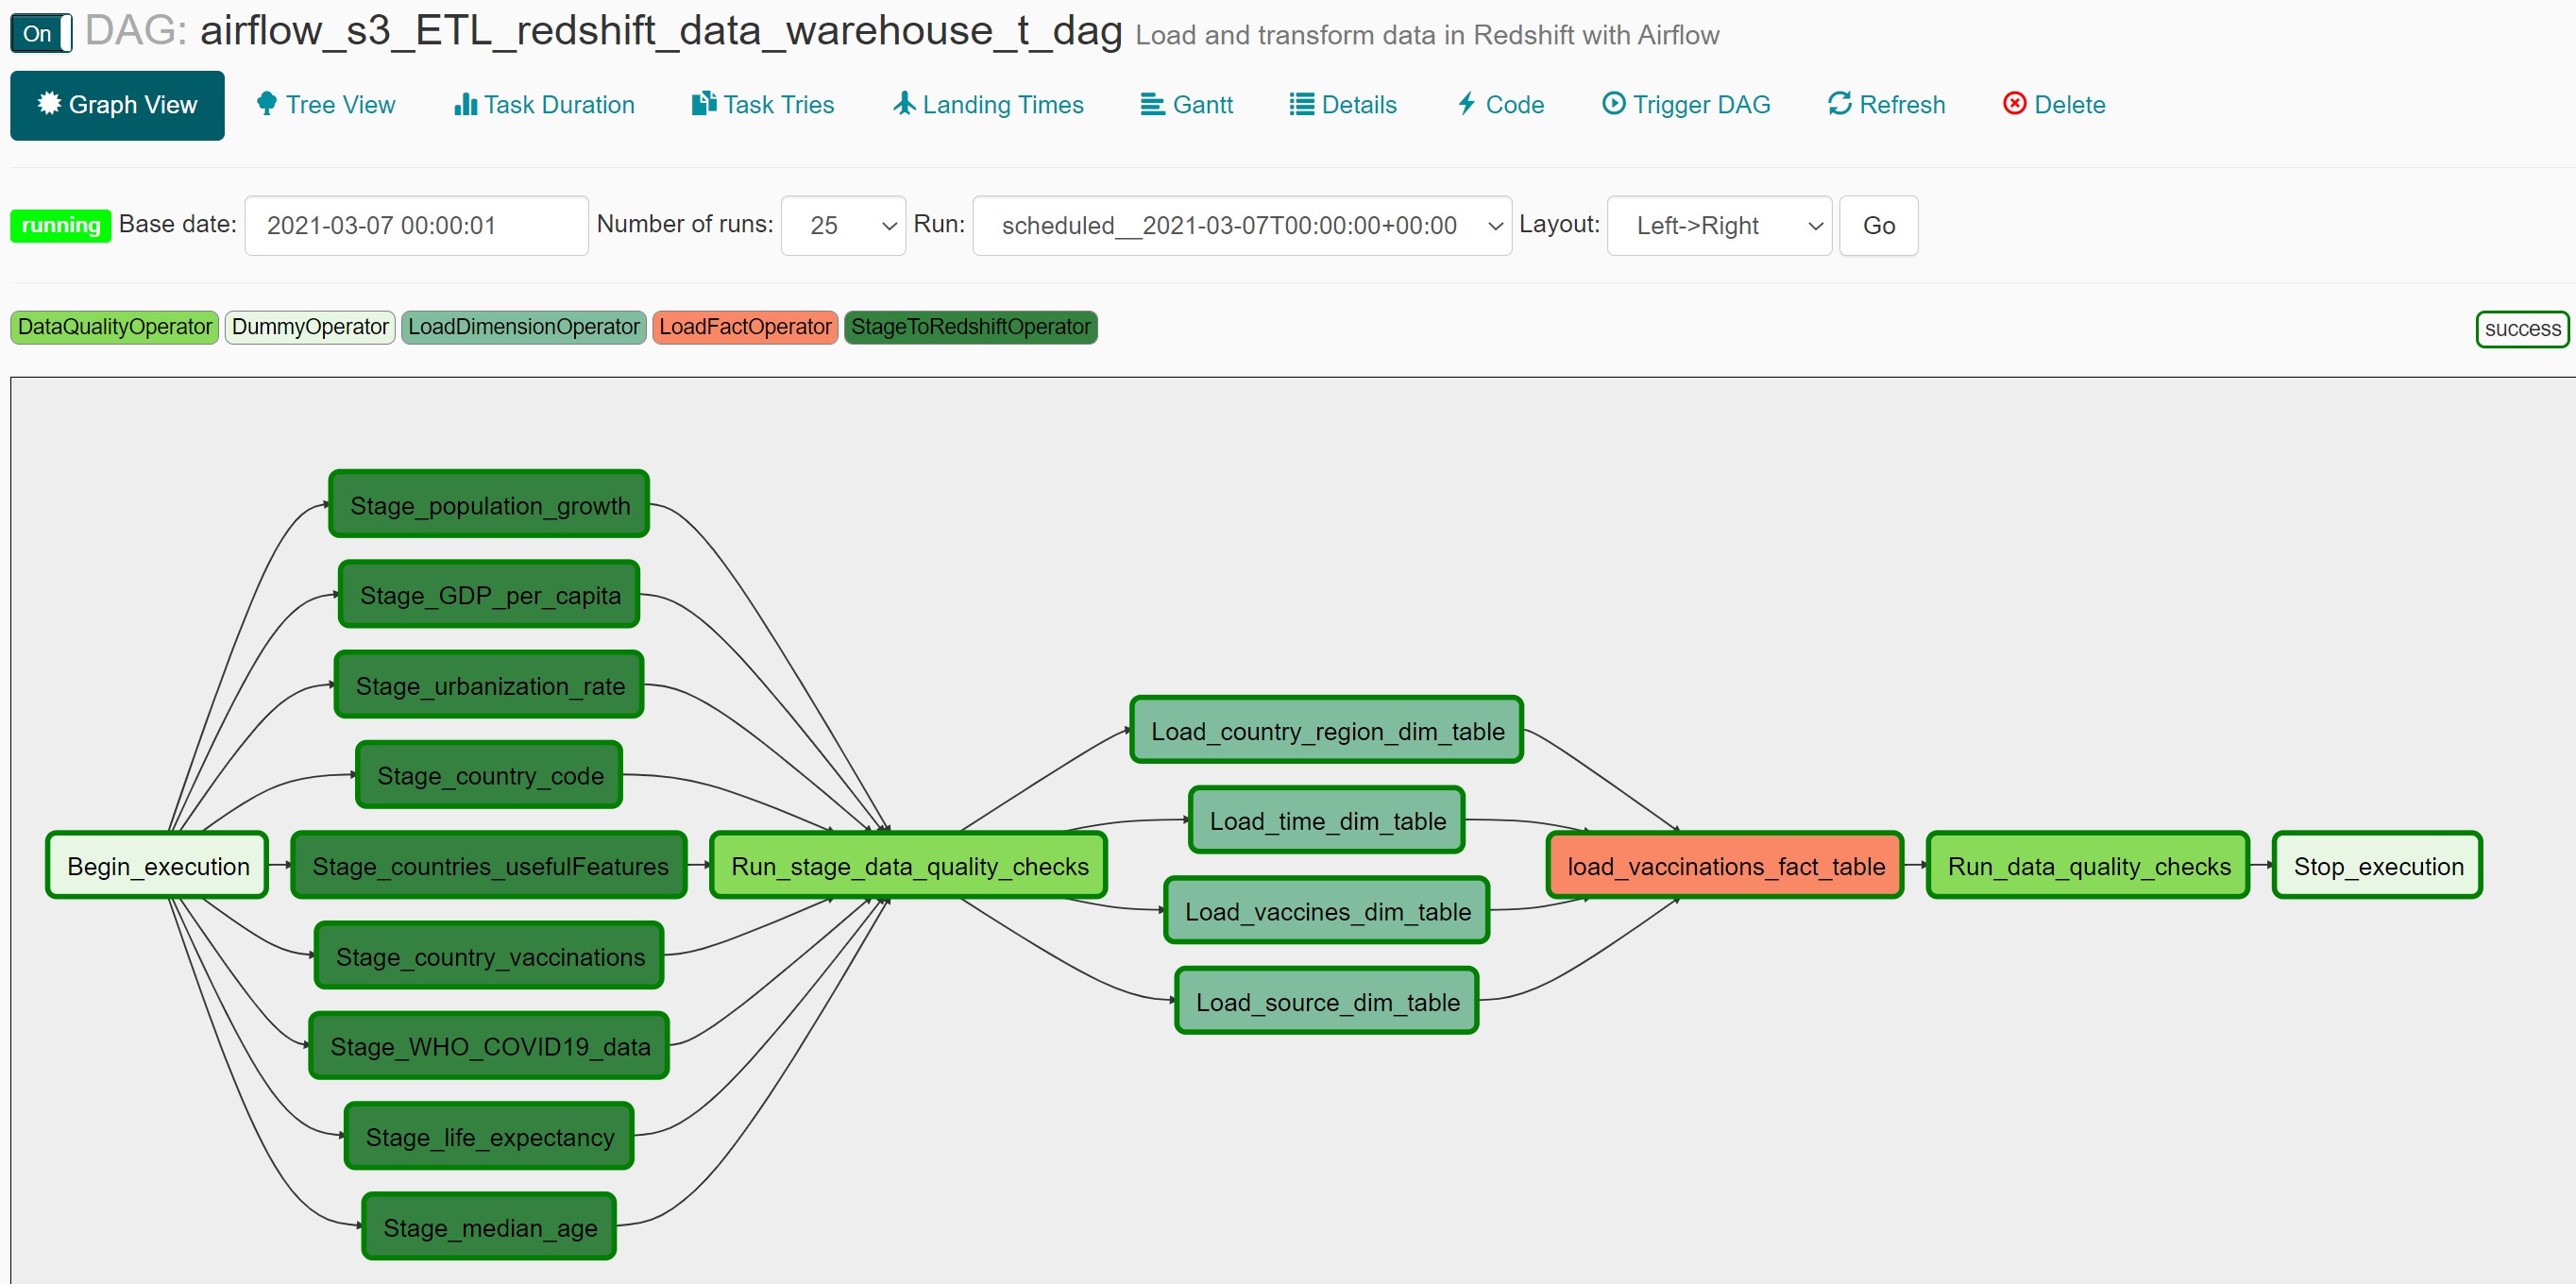 On DAG: airflow_s3_ETL_redshift_data_warehouse_t_dag Load and transform data in Redshift with Airflow
Graph View Tree View Task Duration Task Tries Landing Times Gantt Details Code Trigger DAG Refresh Delete
running Base date: 2021-03-07 00:00:01 Number of runs: 25 Run: scheduled__2021-03-07T00:00:00+00:00 Layout: Left->Right Go
DataQualityOperator DummyOperator LoadDimensionOperator LoadFactOperator StageToRedshiftOperator success
Begin_execution
Stage_population_growth
Stage_GDP_per_capita
Stage_urbanization_rate
Stage_country_code
Stage_countries_usefulFeatures
Stage_country_vaccinations
Stage_WHO_COVID19_data
Stage_life_expectancy
Stage_median_age
Run_stage_data_quality_checks
Load_country_region_dim_table
Load_time_dim_table
Load_vaccines_dim_table
Load_source_dim_table
load_vaccinations_fact_table
Run_data_quality_checks
Stop_execution